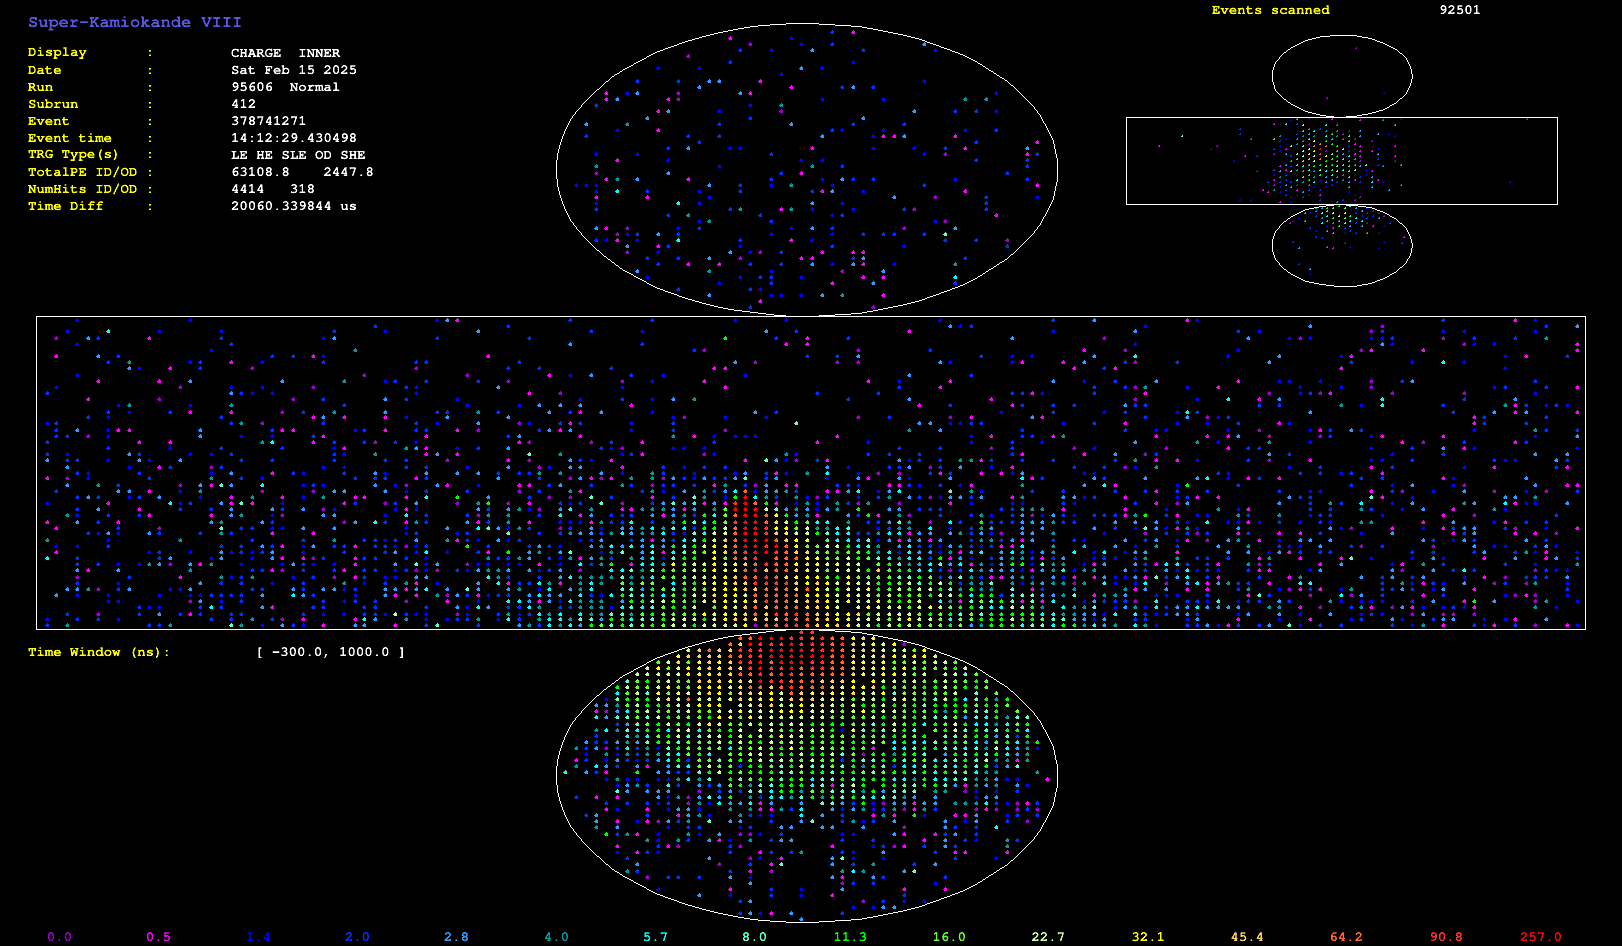 Super-Kamiokande VIII
Events scanned 92501
Display : CHARGE INNER
Date : Sat Feb 15 2025
Run : 95606 Normal
Subrun : 412
Event : 378741271
Event time : 14:12:29.430498
TRG Type(s) : LE HE SLE OD SHE
TotalPE ID/OD : 63108.8 2447.8
NumHits ID/OD : 4414 318
Time Diff : 20060.339844 us
Time Window (ns): [ -300.0, 1000.0 ]
0.0 0.5 1.4 2.0 2.8 4.0 5.7 8.0 11.3 16.0 22.7 32.1 45.4 64.2 90.8 257.0